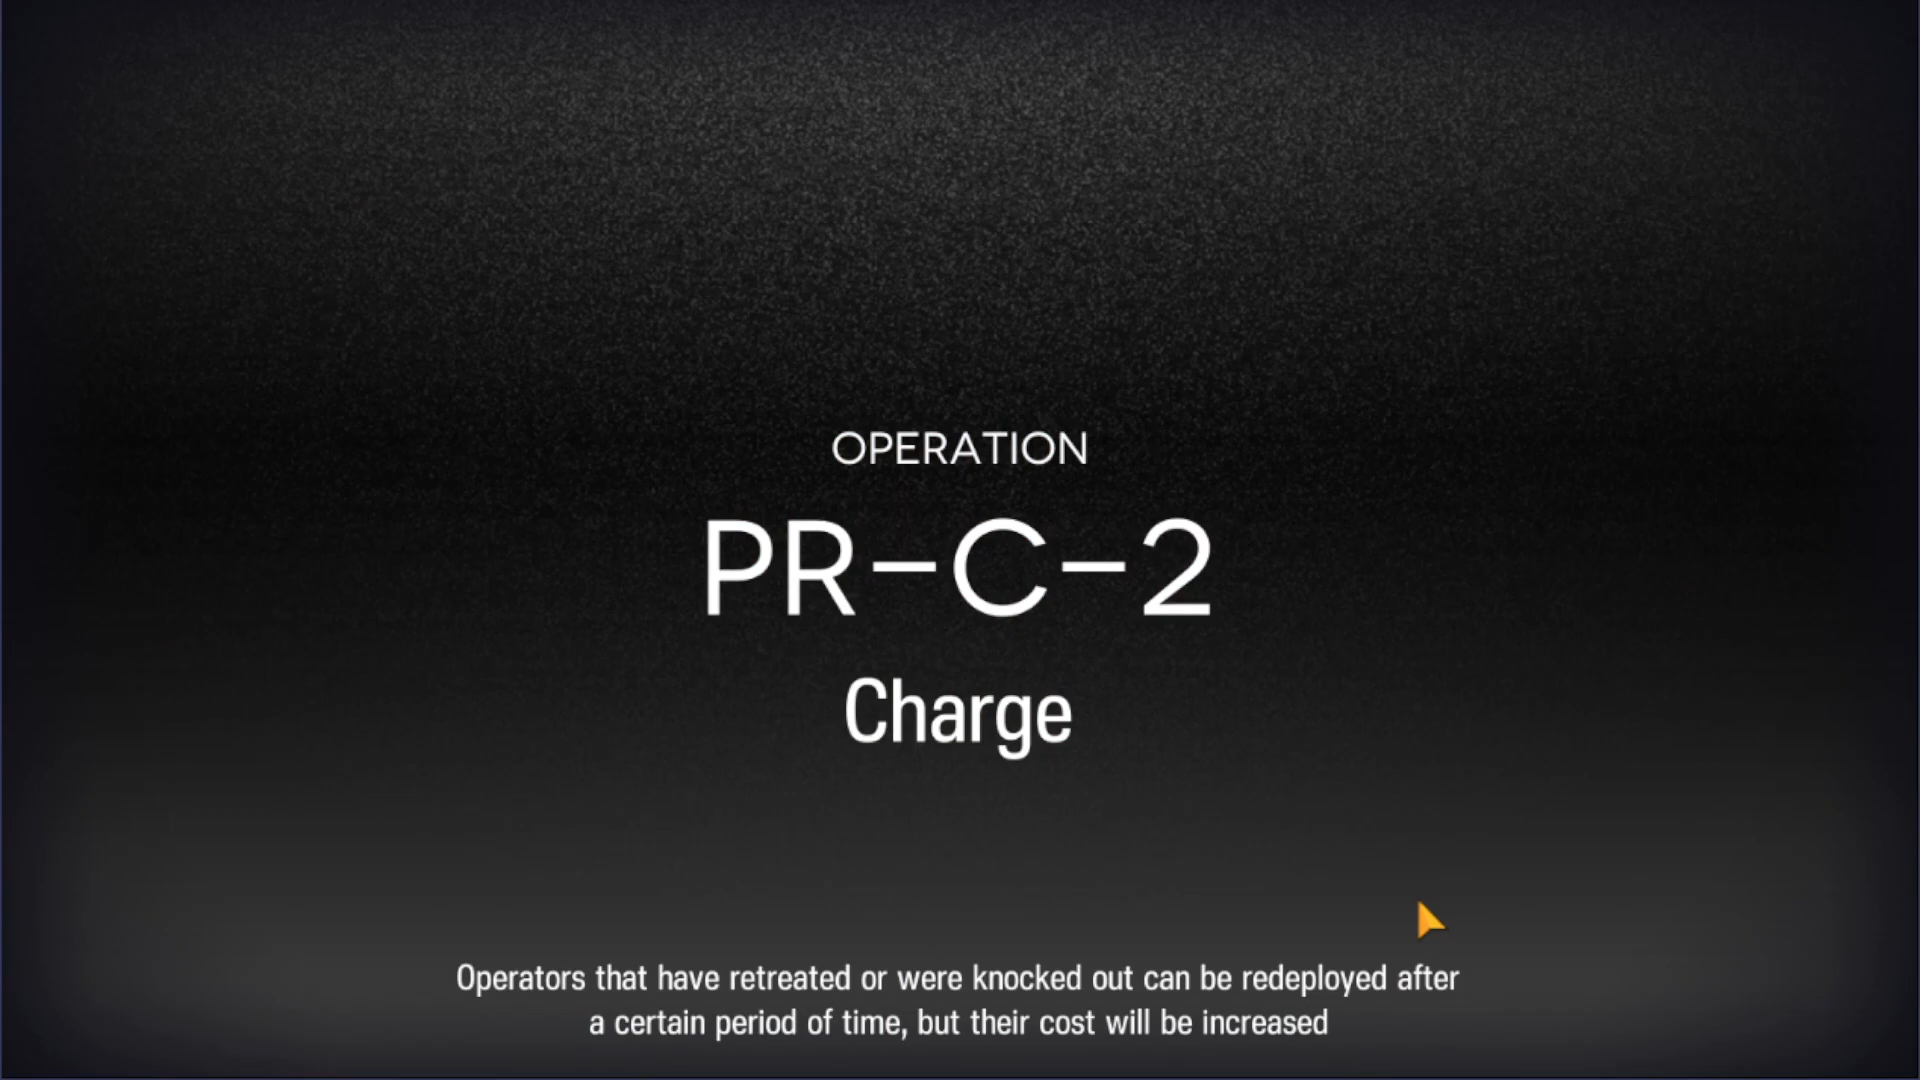 OPERATION
PR-C-2
Charge
Operators that have retreated or were knocked out can be redeployed after
a certain period of time, but their cost will be increased